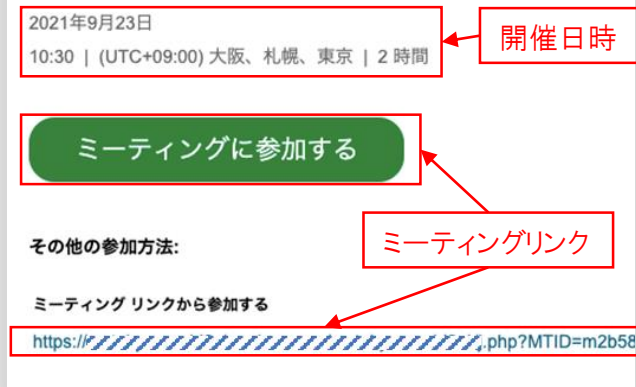 2021年9月23日
10:30 | (UTC+09:00) 大阪、札幌、東京 | 2 時間
開催日時
ミーティングに参加する
ミーティングリンク
その他の参加方法:
ミーティング リンクから参加する
https:// .php?MTID=m2b58